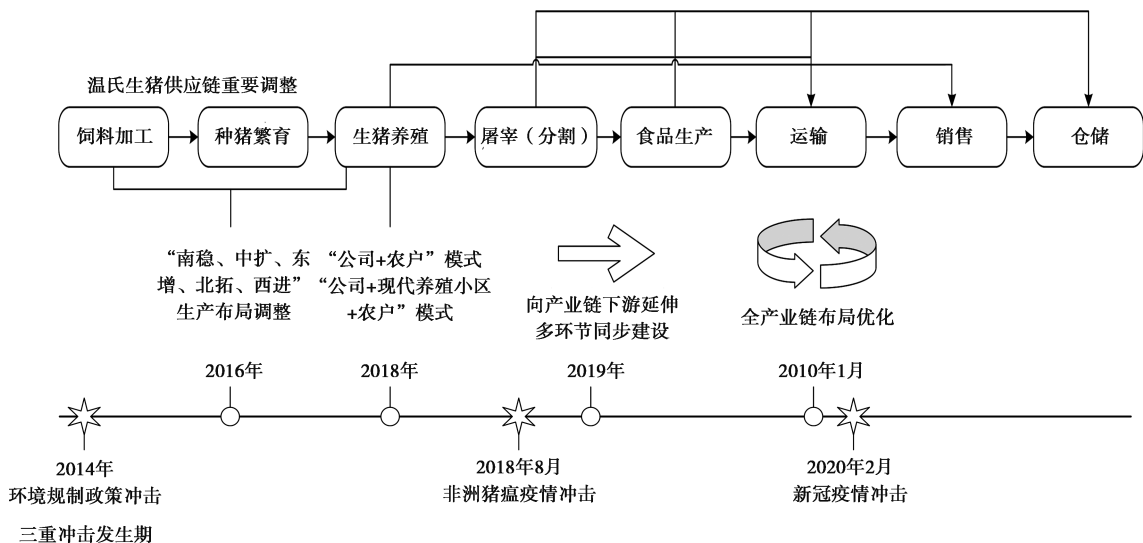 温氏生猪供应链重要调整
饲料加工
种猪繁育
生猪养殖
屠宰（分割）
食品生产
运输
销售
仓储
“南稳、中扩、东
增、北拓、西进”
生产布局调整
“公司+农户”模式
“公司+现代养殖小区
+农户”模式
向产业链下游延伸
多环节同步建设
全产业链布局优化
2016年
2018年
2019年
2010年1月
2014年
环境规制政策冲击
2018年8月
非洲猪瘟疫情冲击
2020年2月
新冠疫情冲击
三重冲击发生期